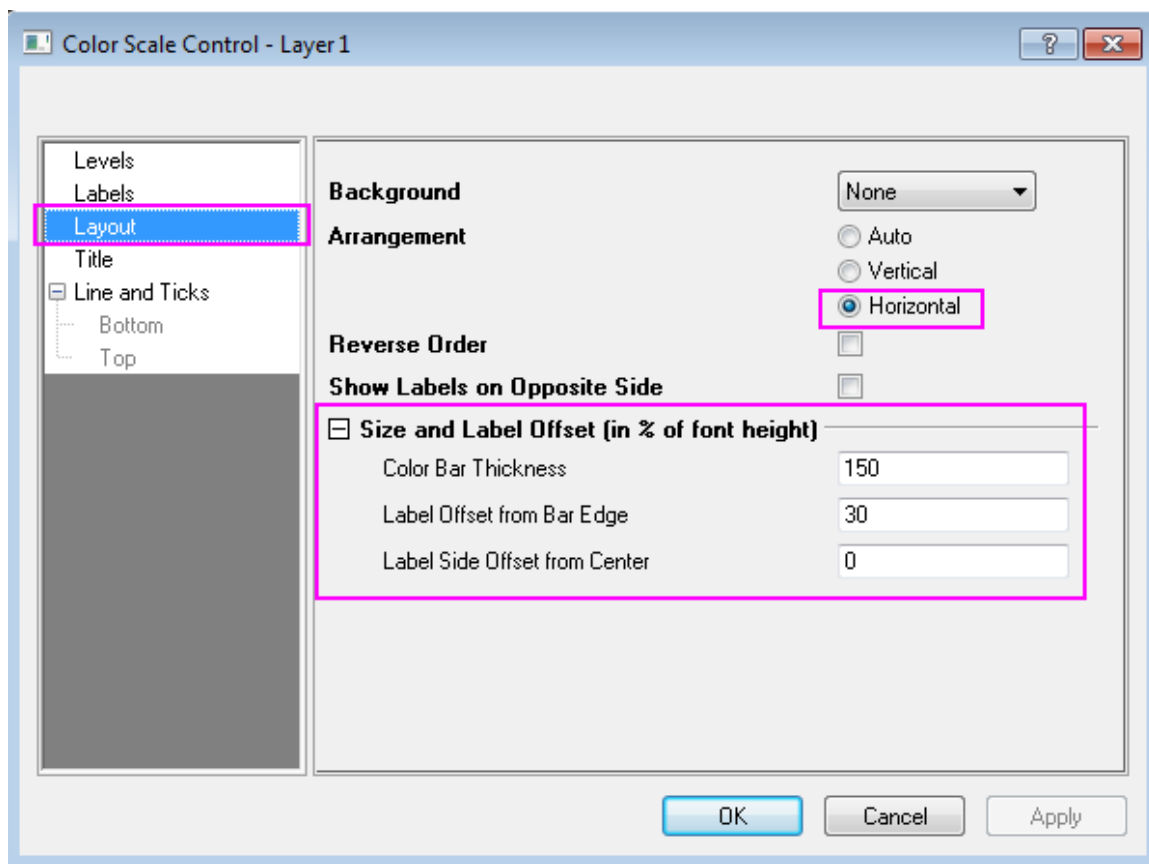 Color Scale Control - Layer 1
Levels
Labels
Layout
Title
Line and Ticks
Bottom
Top
Background None
Arrangement Auto
Vertical
Horizontal
Reverse Order
Show Labels on Opposite Side
Size and Label Offset (in % of font height)
Color Bar Thickness 150
Label Offset from Bar Edge 30
Label Side Offset from Center 0
OK Cancel Apply